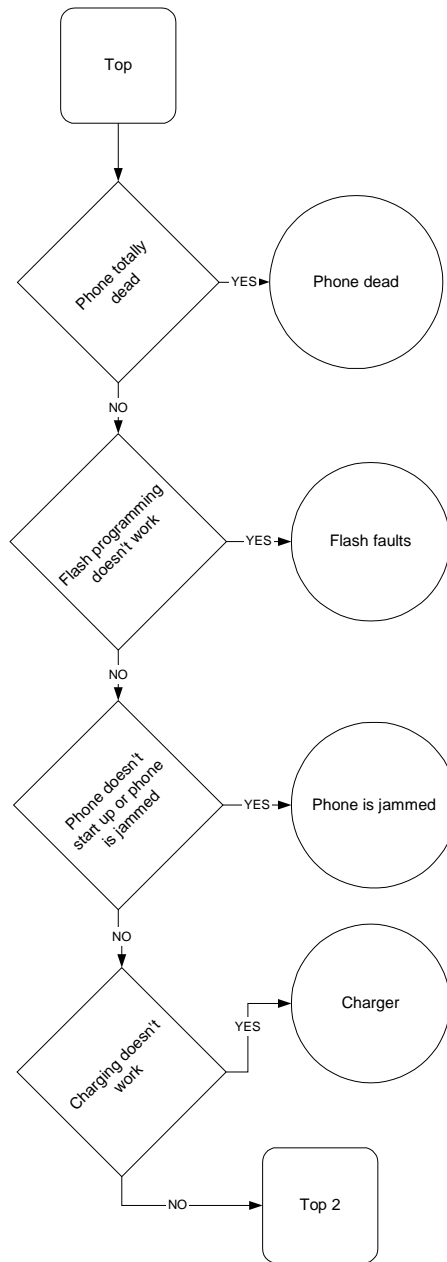 Top
Phone totally
dead
YES
Phone dead
NO
Flash programming
doesn't work
YES
Flash faults
NO
Phone doesn't
start up or phone
is jammed
YES
Phone is jammed
NO
Charging doesn't
work
YES
Charger
NO
Top 2